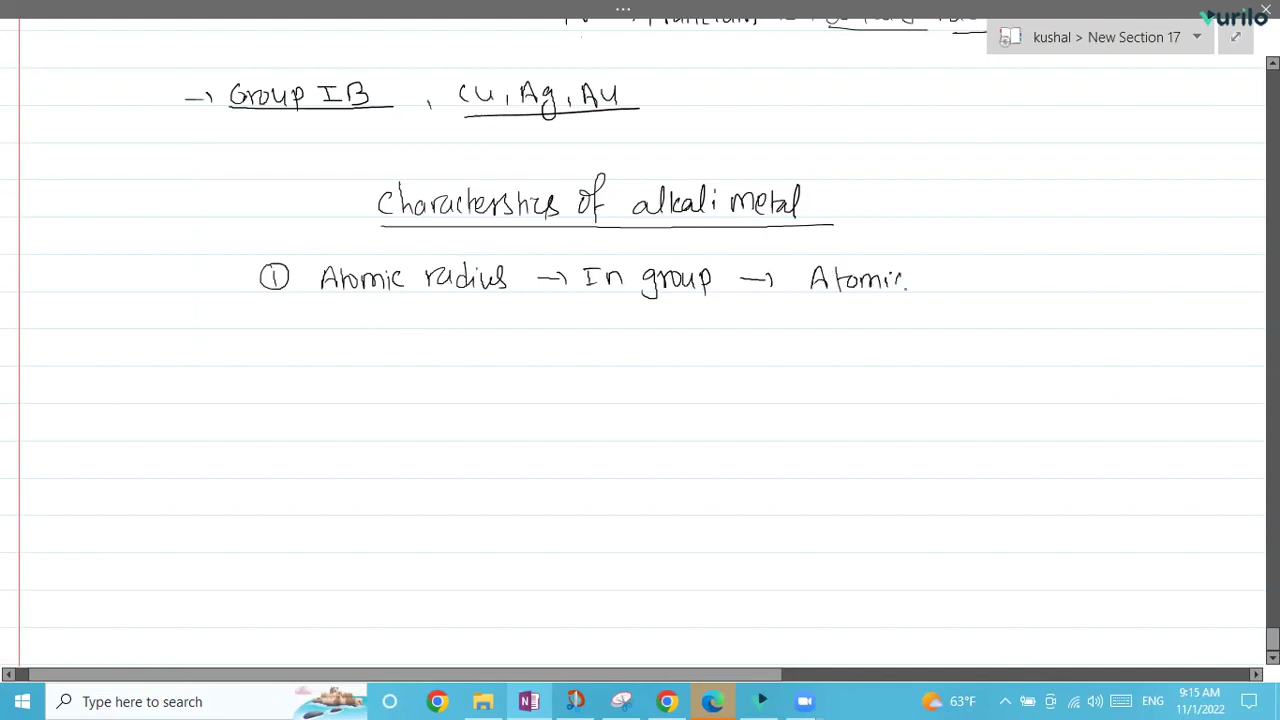 vurilo
kushal > New Section 17
→ Group IB , Cu, Ag, Au
Characterstics of alkali metal
① Atomic radius → In group → Atomic
Type here to search
63°F
ENG
9:15 AM
11/1/2022